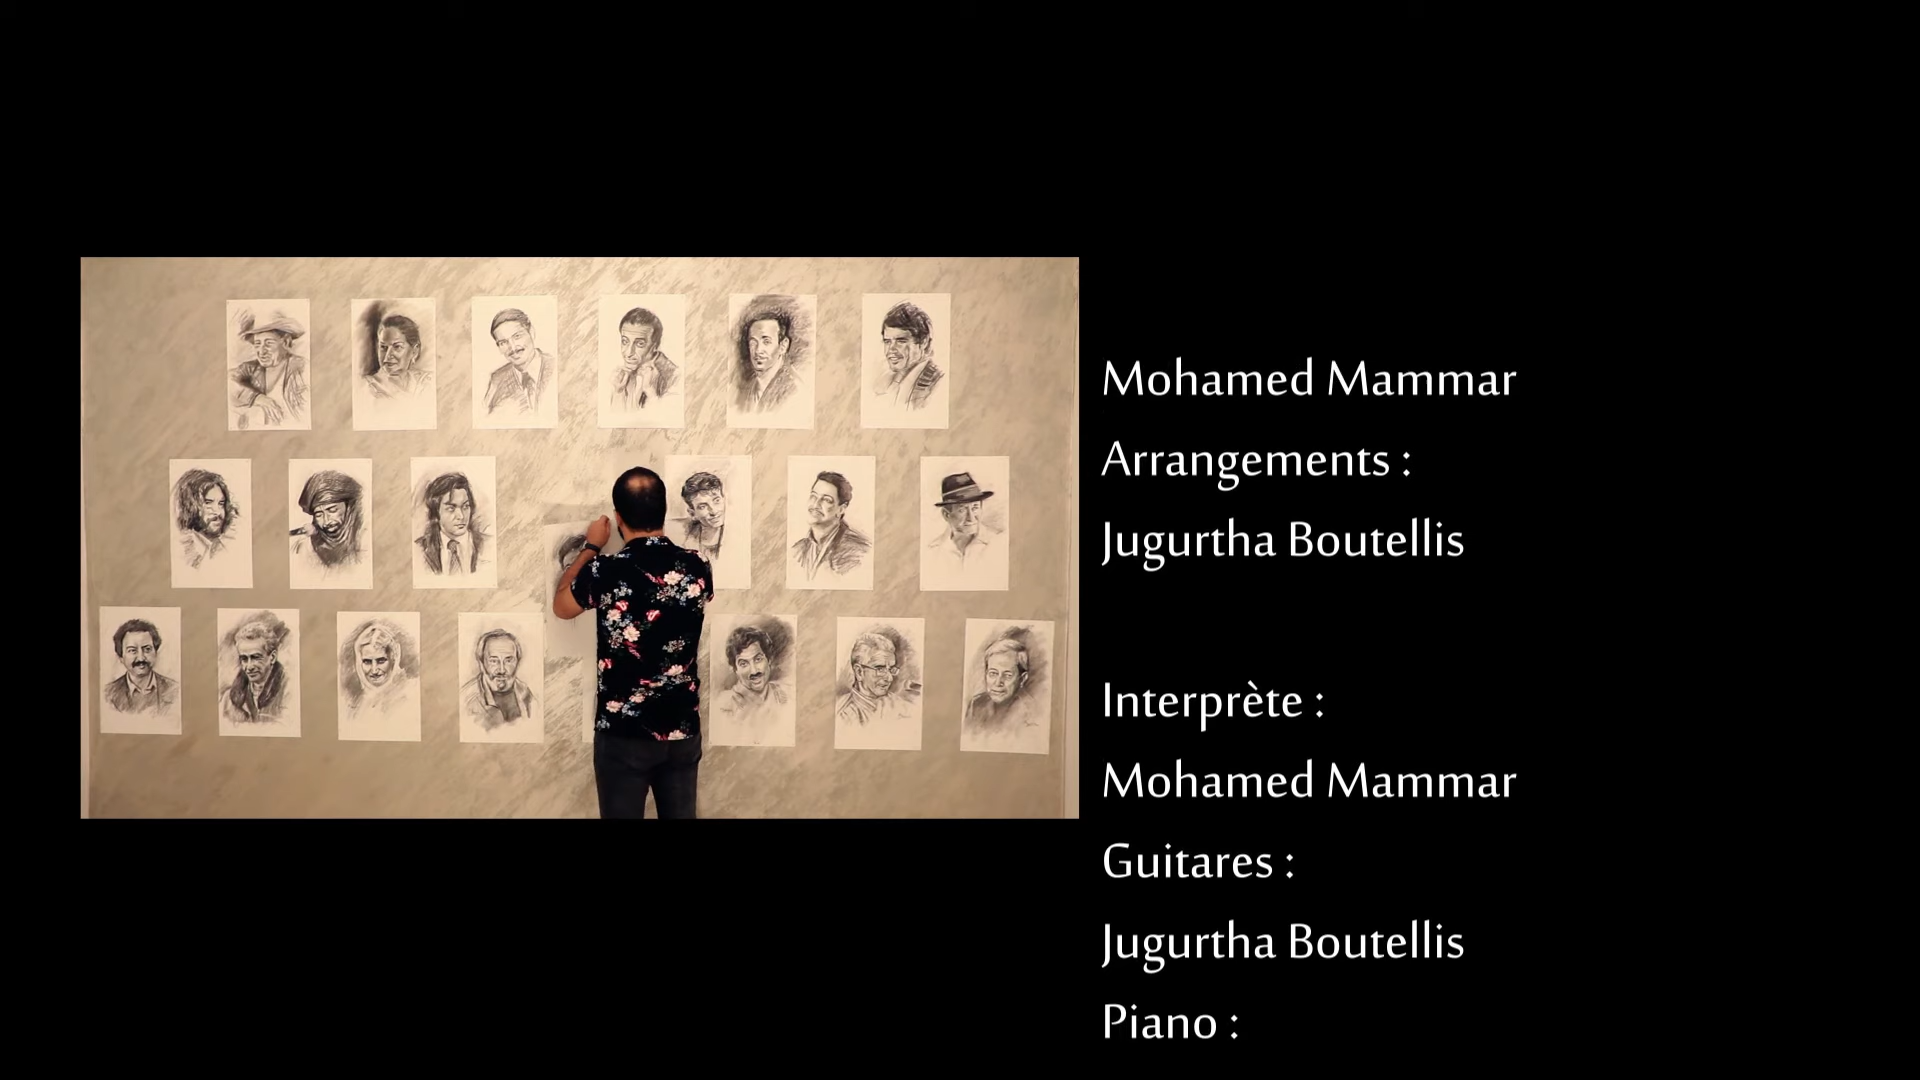 Mohamed Mammar
Arrangements :
Jugurtha Boutellis
Interprète :
Mohamed Mammar
Guitares :
Jugurtha Boutellis
Piano :